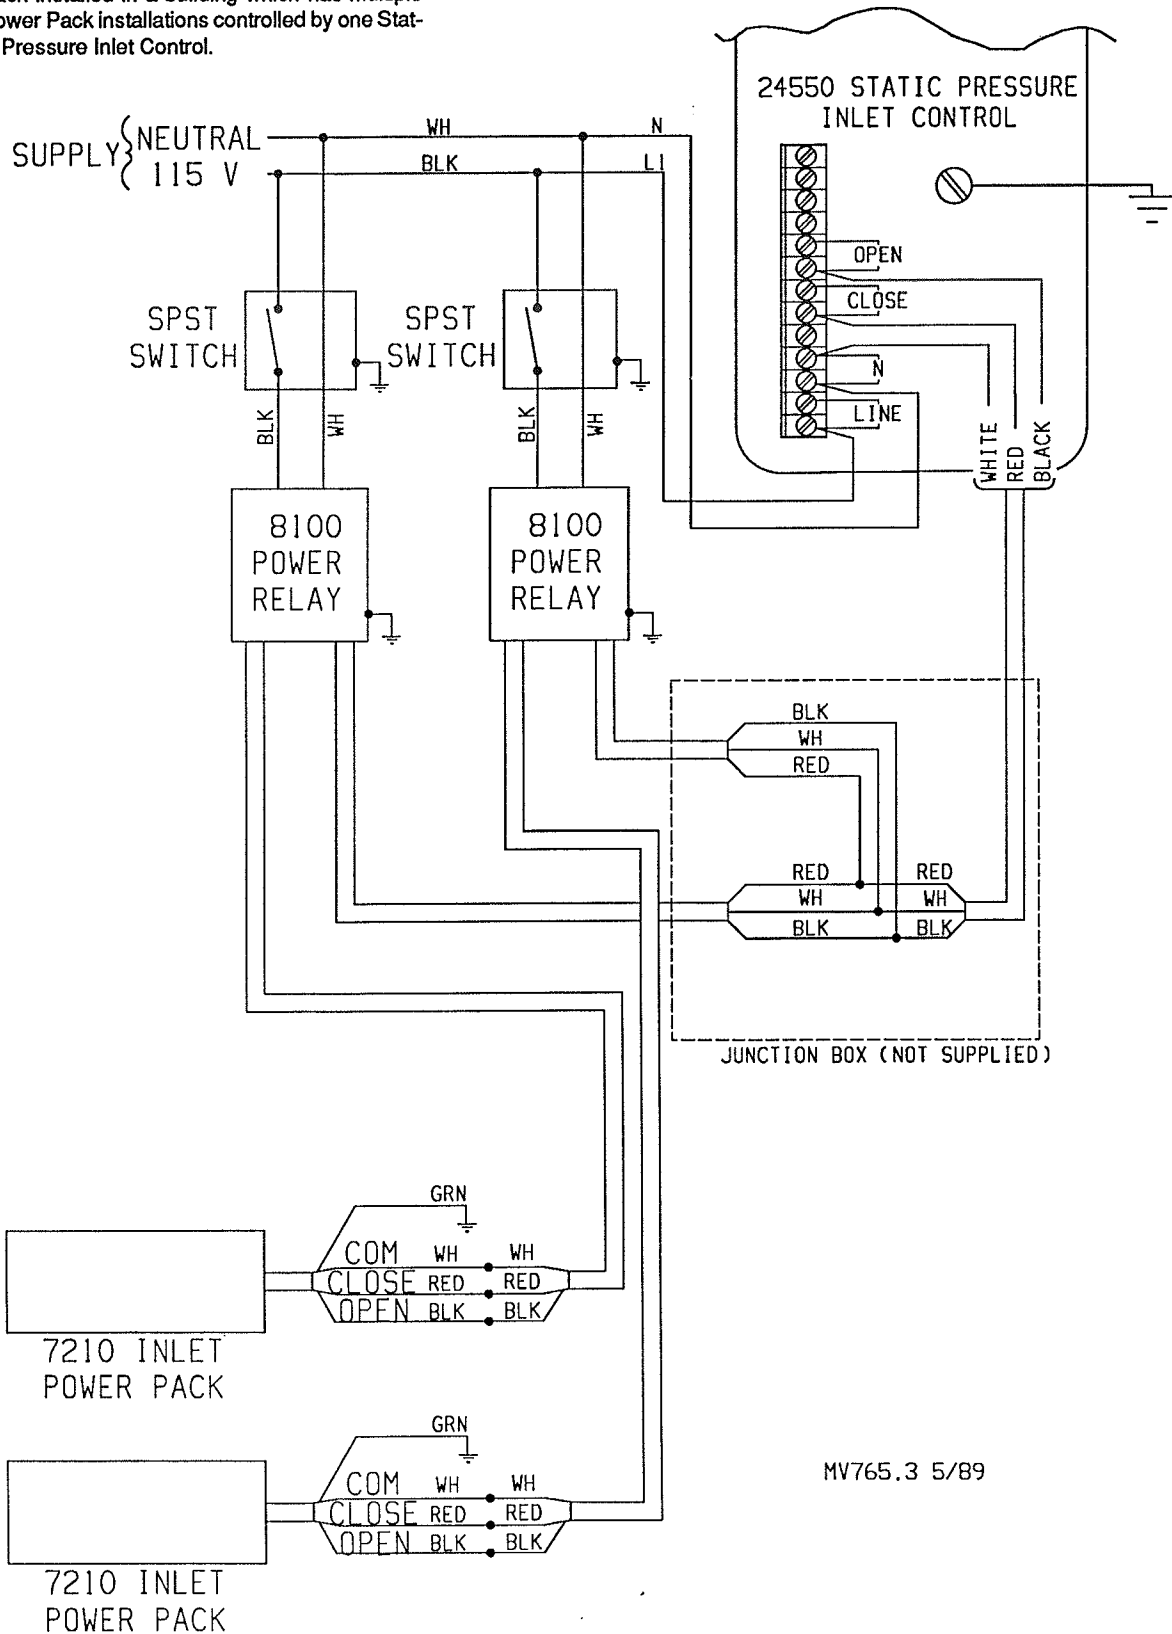 ower Pack installations controlled by one Stat-
Pressure Inlet Control.
24550 STATIC PRESSURE
INLET CONTROL
SUPPLY { NEUTRAL
115 V
WH
N
BLK
L1
OPEN
CLOSE
N
LINE
SPST
SWITCH
SPST
SWITCH
BLK
WH
BLK
WH
WHITE
RED
BLACK
8100
POWER
RELAY
8100
POWER
RELAY
BLK
WH
RED
RED
RED
WH
WH
BLK
BLK
JUNCTION BOX (NOT SUPPLIED)
GRN
COM WH WH
CLOSE RED RED
OPEN BLK BLK
7210 INLET
POWER PACK
GRN
COM WH WH
CLOSE RED RED
OPEN BLK BLK
7210 INLET
POWER PACK
MV765.3 5/89